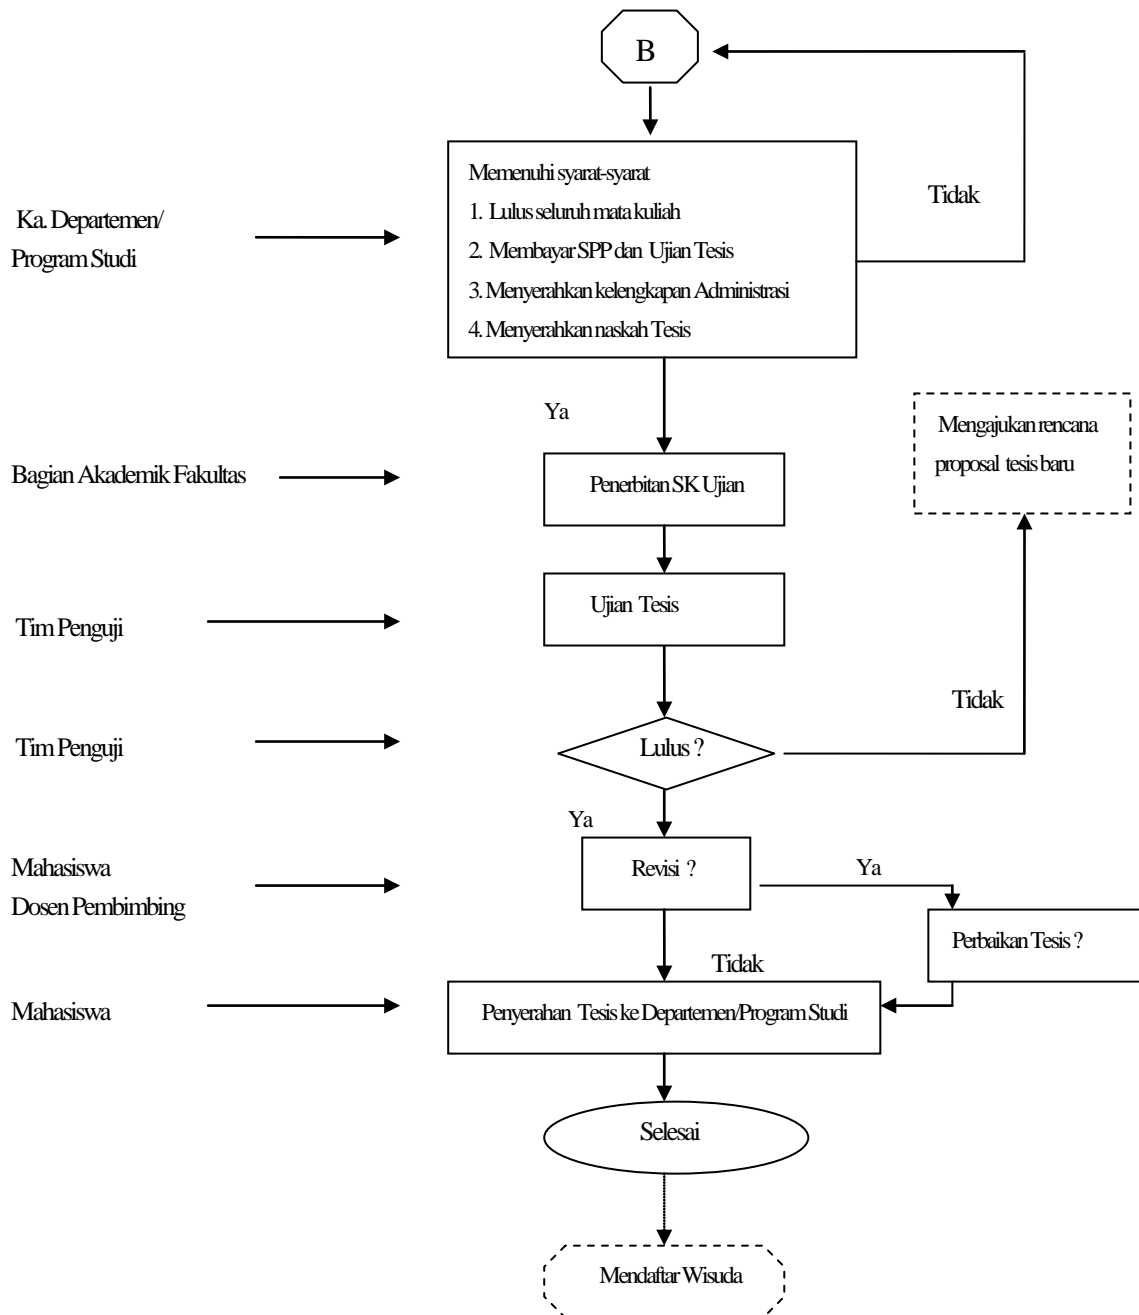 B
Memenuhi syarat-syarat
Tidak
1. Lulus seluruh mata kuliah
Ka. Departemen/
Program Studi
2. Membayar SPP dan Ujian Tesis
3. Menyerahkan kelengkapan Administrasi
4. Menyerahkan naskah Tesis
Ya
Mengajukan rencana
proposal tesis baru
Bagian Akademik Fakultas
Penerbitan SK Ujian
Ujian Tesis
Tim Penguji
Tidak
Tim Penguji
Lulus ?
Ya
Mahasiswa
Dosen Pembimbing
Revisi ?
Ya
Perbaikan Tesis ?
Tidak
Mahasiswa
Penyerahan Tesis ke Departemen/Program Studi
Selesai
Mendaftar Wisuda